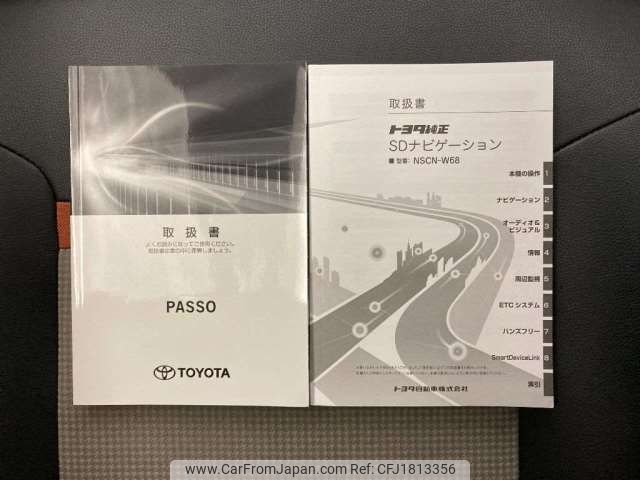 取扱書
よくお読みになってご使用ください。
取扱書は車の中に保管しましょう。
PASSO
TOYOTA
取扱書
トヨタ純正
SDナビゲーション
■ 型番: NSCN-W68
本機の操作 1
ナビゲーション 2
オーディオ&
ビジュアル 3
情報 4
周辺監視 5
ETCシステム 6
ハンズフリー 7
SmartDeviceLink 8
索引
トヨタ自動車株式会社
www.CarFromJapan.com - CFJ1813356